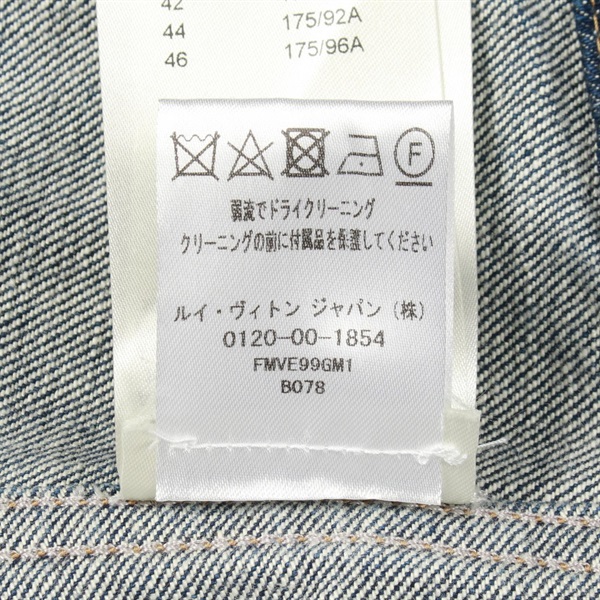 42
44 175/92A
46 175/96A
F
弱流でドライクリーニング
クリーニングの前に付属品を保護してください
ルイ・ヴィトン ジャパン (株)
0120-00-1854
FMVE99GM1
B078